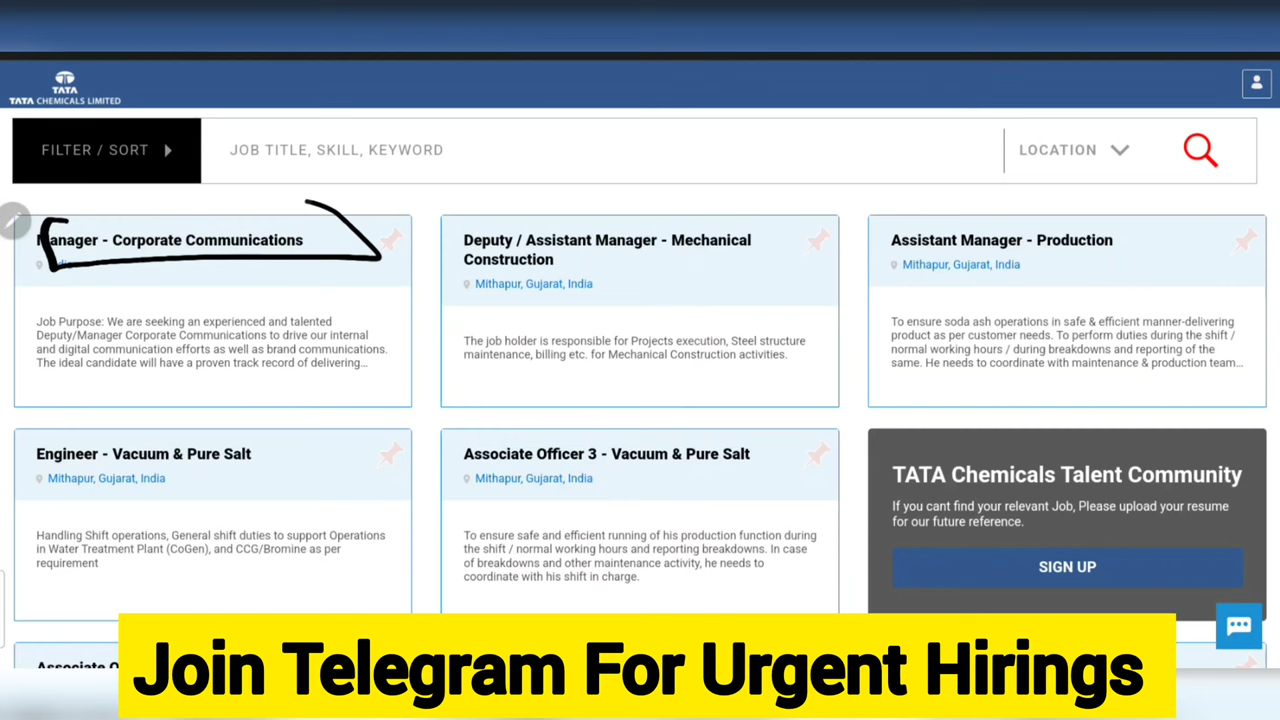 TATA
TATA CHEMICALS LIMITED
FILTER / SORT
JOB TITLE, SKILL, KEYWORD
LOCATION
Manager - Corporate Communications
India
Job Purpose: We are seeking an experienced and talented
Deputy/Manager Corporate Communications to drive our internal
and digital communication efforts as well as brand communications.
The ideal candidate will have a proven track record of delivering...
Deputy / Assistant Manager - Mechanical
Construction
Mithapur, Gujarat, India
The job holder is responsible for Projects execution, Steel structure
maintenance, billing etc. for Mechanical Construction activities.
Assistant Manager - Production
Mithapur, Gujarat, India
To ensure soda ash operations in safe & efficient manner-delivering
product as per customer needs. To perform duties during the shift /
normal working hours / during breakdowns and reporting of the
same. He needs to coordinate with maintenance & production team...
Engineer - Vacuum & Pure Salt
Mithapur, Gujarat, India
Handling Shift operations, General shift duties to support Operations
in Water Treatment Plant (CoGen), and CCG/Bromine as per
requirement
Associate Officer 3 - Vacuum & Pure Salt
Mithapur, Gujarat, India
To ensure safe and efficient running of his production function during
the shift / normal working hours and reporting breakdowns. In case
of breakdowns and other maintenance activity, he needs to
coordinate with his shift in charge.
TATA Chemicals Talent Community
If you cant find your relevant Job, Please upload your resume
for our future reference.
SIGN UP
Associate O
Join Telegram For Urgent Hirings